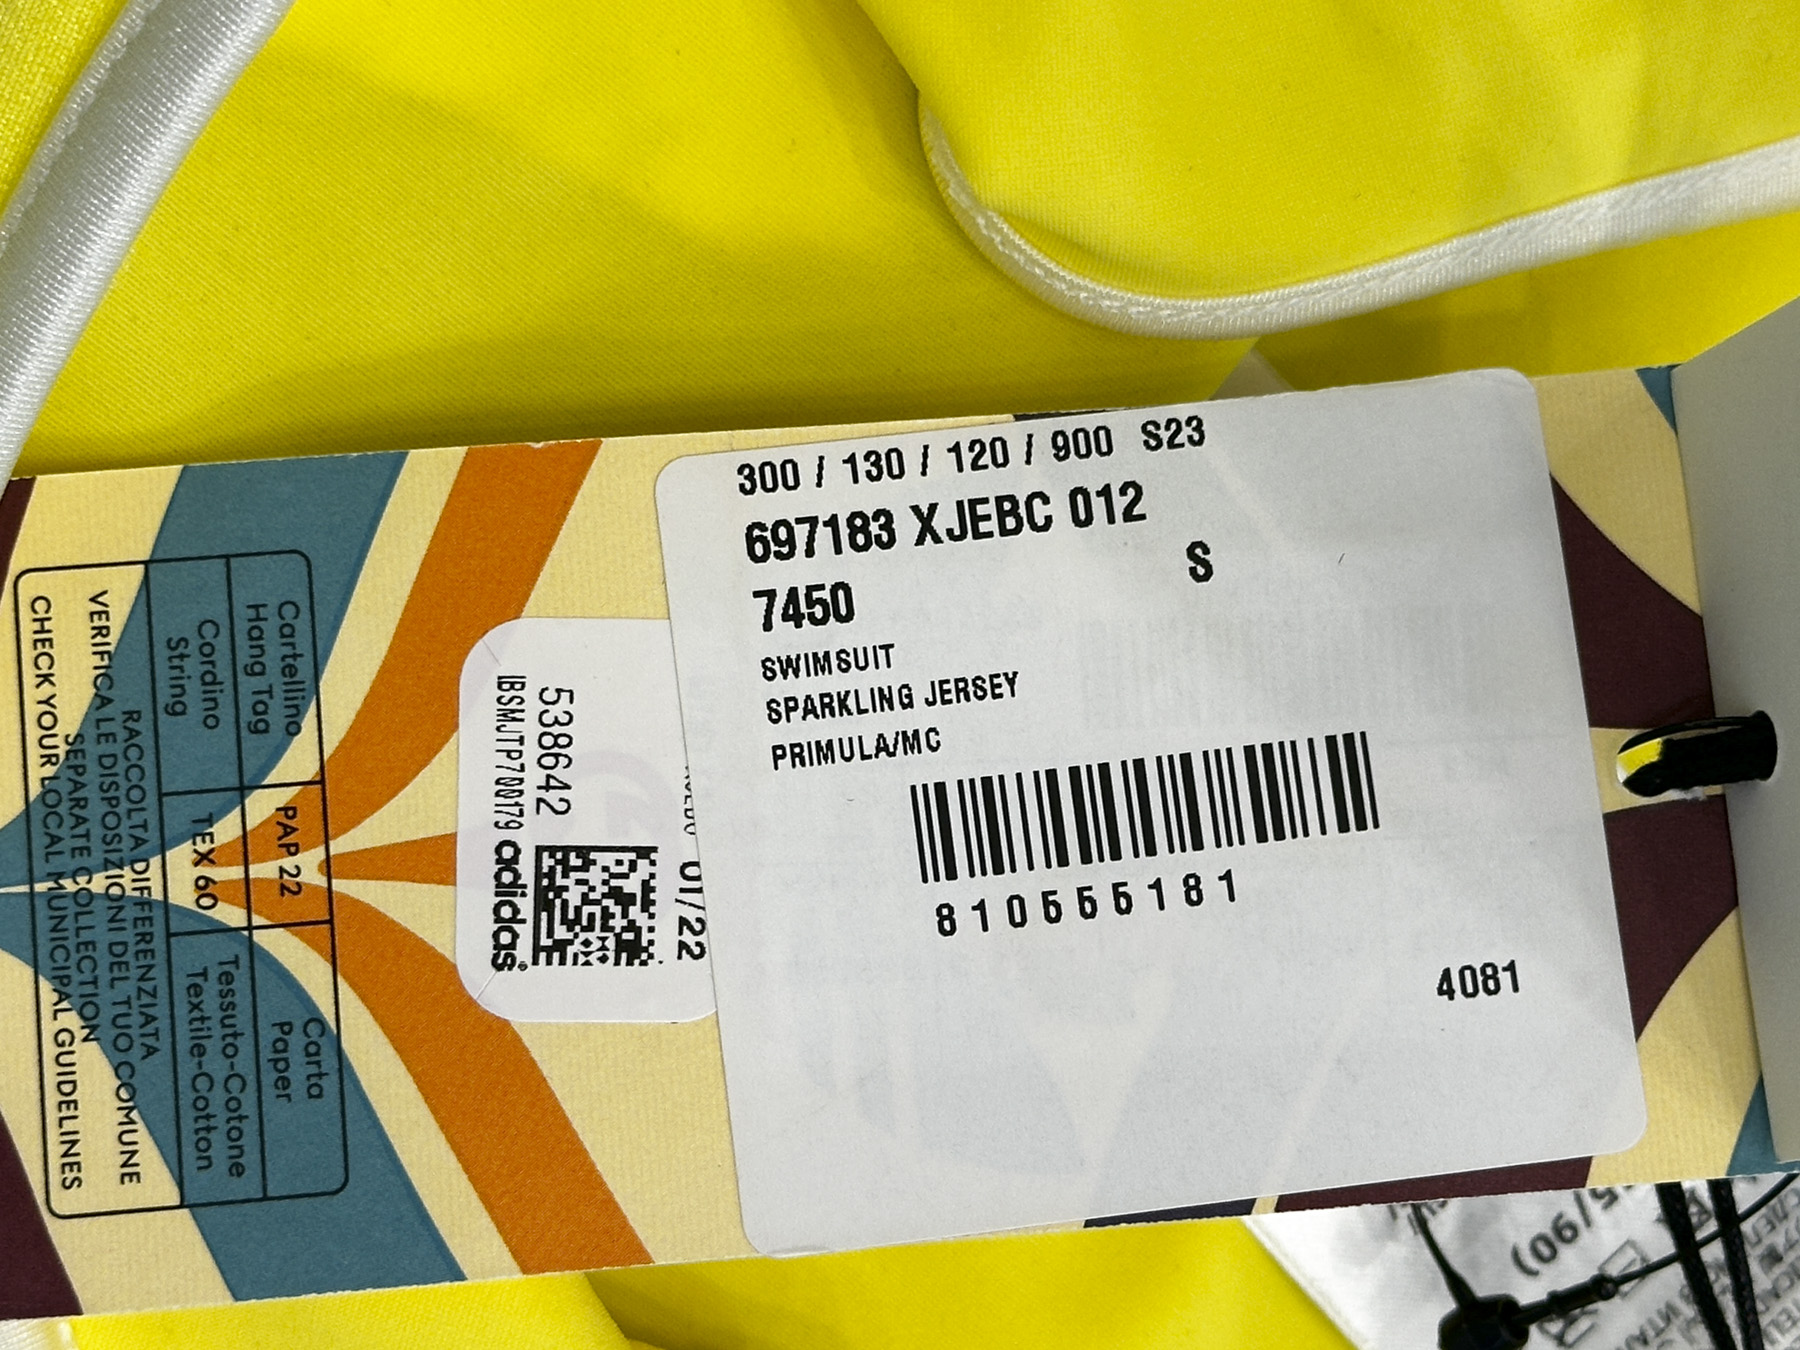 300 / 130 / 120 / 900 S23
697183 XJEBC 012
S
7450
SWIMSUIT
SPARKLING JERSEY
PRIMULA/MC
810555181
4081
01/22
538642
IBSMJTP700179
adidas
Cartellino
Hang Tag
PAP 22
Carta
Paper
Cordino
String
TEX 60
Tessuto-Cotone
Textile-Cotton
RACCOLTA DIFFERENZIATA
VERIFICA LE DISPOSIZIONI DEL TUO COMUNE
SEPARATE COLLECTION
CHECK YOUR LOCAL MUNICIPAL GUIDELINES